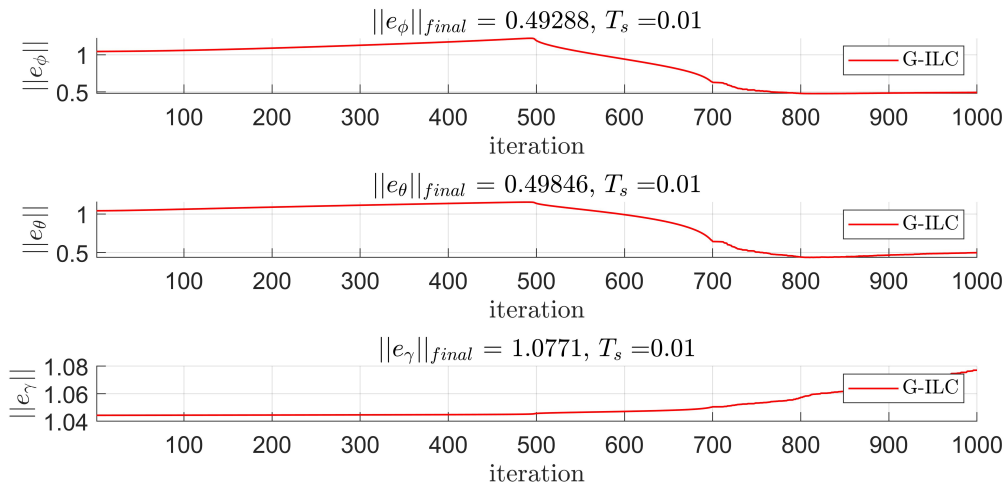 ||e_ϕ||_final = 0.49288, T_s =0.01
||e_ϕ||
1
0.5
G-ILC
100 200 300 400 500 600 700 800 900 1000
iteration
||e_θ||_final = 0.49846, T_s =0.01
||e_θ||
1
0.5
G-ILC
100 200 300 400 500 600 700 800 900 1000
iteration
||e_γ||_final = 1.0771, T_s =0.01
||e_γ||
1.08
1.06
1.04
G-ILC
100 200 300 400 500 600 700 800 900 1000
iteration